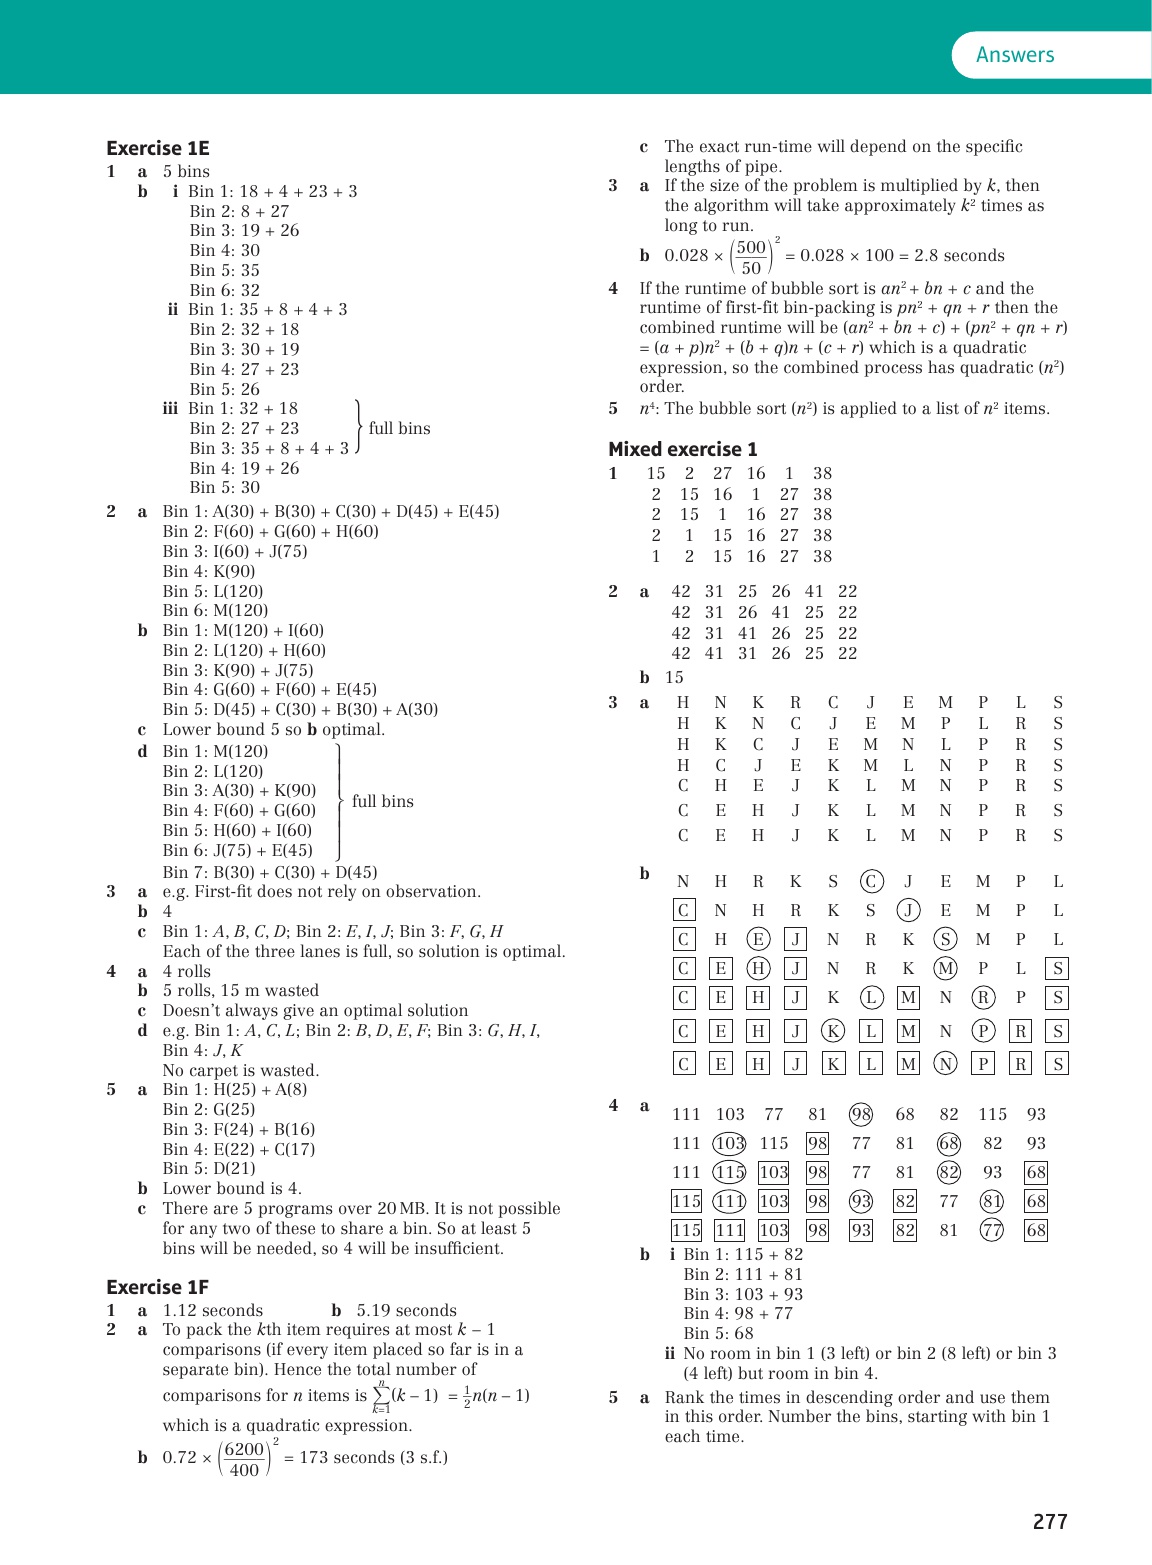 Answers
Exercise 1E
1 a 5 bins
b i Bin 1: 18 + 4 + 23 + 3
Bin 2: 8 + 27
Bin 3: 19 + 26
Bin 4: 30
Bin 5: 35
Bin 6: 32
ii Bin 1: 35 + 8 + 4 + 3
Bin 2: 32 + 18
Bin 3: 30 + 19
Bin 4: 27 + 23
Bin 5: 26
iii Bin 1: 32 + 18
Bin 2: 27 + 23 full bins
Bin 3: 35 + 8 + 4 + 3
Bin 4: 19 + 26
Bin 5: 30
2 a Bin 1: A(30) + B(30) + C(30) + D(45) + E(45)
Bin 2: F(60) + G(60) + H(60)
Bin 3: I(60) + J(75)
Bin 4: K(90)
Bin 5: L(120)
Bin 6: M(120)
b Bin 1: M(120) + I(60)
Bin 2: L(120) + H(60)
Bin 3: K(90) + J(75)
Bin 4: G(60) + F(60) + E(45)
Bin 5: D(45) + C(30) + B(30) + A(30)
c Lower bound 5 so b optimal.
d Bin 1: M(120)
Bin 2: L(120)
Bin 3: A(30) + K(90)
Bin 4: F(60) + G(60) full bins
Bin 5: H(60) + I(60)
Bin 6: J(75) + E(45)
Bin 7: B(30) + C(30) + D(45)
3 a e.g. First-fit does not rely on observation.
b 4
c Bin 1: A, B, C, D; Bin 2: E, I, J; Bin 3: F, G, H
Each of the three lanes is full, so solution is optimal.
4 a 4 rolls
b 5 rolls, 15 m wasted
c Doesn't always give an optimal solution
d e.g. Bin 1: A, C, L; Bin 2: B, D, E, F; Bin 3: G, H, I,
Bin 4: J, K
No carpet is wasted.
5 a Bin 1: H(25) + A(8)
Bin 2: G(25)
Bin 3: F(24) + B(16)
Bin 4: E(22) + C(17)
Bin 5: D(21)
b Lower bound is 4.
c There are 5 programs over 20 MB. It is not possible
for any two of these to share a bin. So at least 5
bins will be needed, so 4 will be insufficient.
Exercise 1F
1 a 1.12 seconds b 5.19 seconds
2 a To pack the kth item requires at most k – 1
comparisons (if every item placed so far is in a
separate bin). Hence the total number of
comparisons for n items is ∑ₖ₌₁ⁿ(k – 1) = ½n(n – 1)
which is a quadratic expression.
b 0.72 × (6200/400)² = 173 seconds (3 s.f.)
c The exact run-time will depend on the specific
lengths of pipe.
3 a If the size of the problem is multiplied by k, then
the algorithm will take approximately k² times as
long to run.
b 0.028 × (500/50)² = 0.028 × 100 = 2.8 seconds
4 If the runtime of bubble sort is an² + bn + c and the
runtime of first-fit bin-packing is pn² + qn + r then the
combined runtime will be (an² + bn + c) + (pn² + qn + r)
= (a + p)n² + (b + q)n + (c + r) which is a quadratic
expression, so the combined process has quadratic (n²)
order.
5 n⁴: The bubble sort (n²) is applied to a list of n² items.
Mixed exercise 1
1 15 2 27 16 1 38
2 15 16 1 27 38
2 15 1 16 27 38
2 1 15 16 27 38
1 2 15 16 27 38
2 a 42 31 25 26 41 22
42 31 26 41 25 22
42 31 41 26 25 22
42 41 31 26 25 22
b 15
3 a H N K R C J E M P L S
H K N C J E M P L R S
H K C J E M N L P R S
H C J E K M L N P R S
C H E J K L M N P R S
C E H J K L M N P R S
C E H J K L M N P R S
b N H R K S C J E M P L
C N H R K S J E M P L
C H E J N R K S M P L
C E H J N R K M P L S
C E H J K L M N R P S
C E H J K L M N P R S
C E H J K L M N P R S
4 a 111 103 77 81 98 68 82 115 93
111 103 115 98 77 81 68 82 93
111 115 103 98 77 81 82 93 68
115 111 103 98 93 82 77 81 68
115 111 103 98 93 82 81 77 68
b i Bin 1: 115 + 82
Bin 2: 111 + 81
Bin 3: 103 + 93
Bin 4: 98 + 77
Bin 5: 68
ii No room in bin 1 (3 left) or bin 2 (8 left) or bin 3
(4 left) but room in bin 4.
5 a Rank the times in descending order and use them
in this order. Number the bins, starting with bin 1
each time.
277